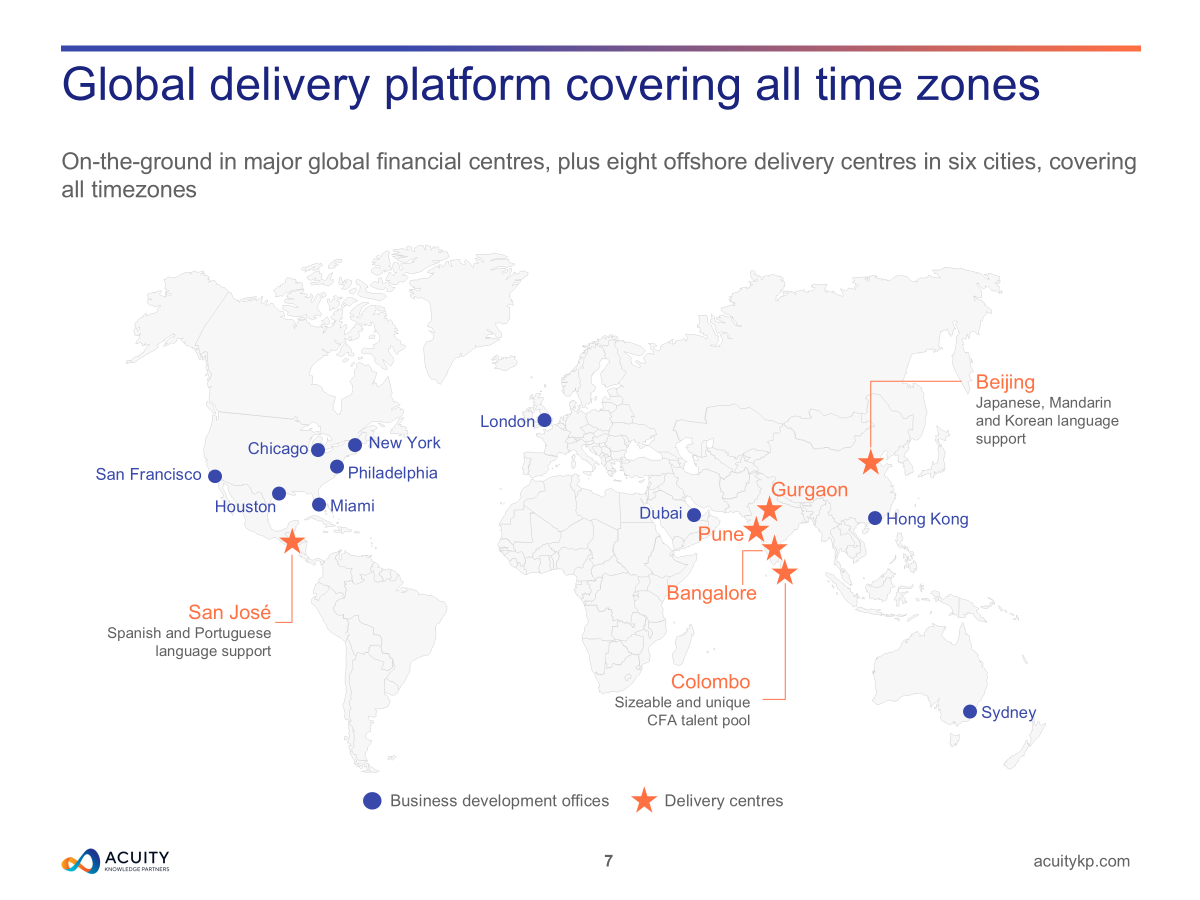 Global delivery platform covering all time zones
On-the-ground in major global financial centres, plus eight offshore delivery centres in six cities, covering
all timezones
Beijing
Japanese, Mandarin
and Korean language
support
London
Chicago
New York
San Francisco
Philadelphia
Houston
Miami
Gurgaon
Dubai
Pune
Hong Kong
Bangalore
San José
Spanish and Portuguese
language support
Colombo
Sizeable and unique
CFA talent pool
Sydney
Business development offices
Delivery centres
ACUITY
KNOWLEDGE PARTNERS
7
acuitykp.com